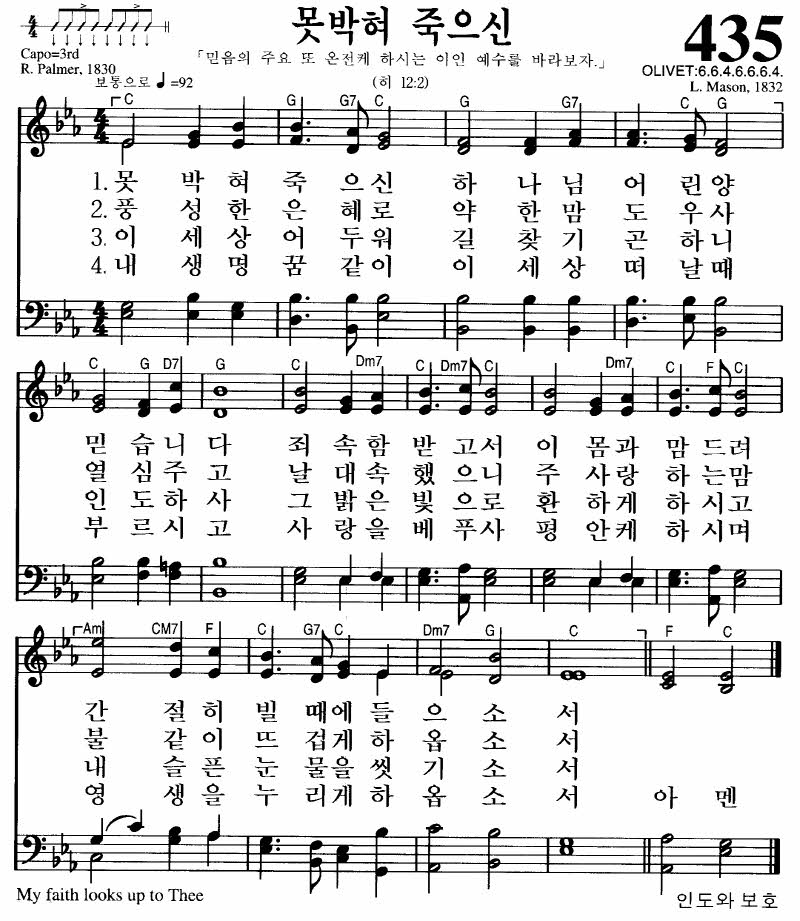 못박혀 죽으신
435
Capo=3rd
「믿음의 주요 또 온전케 하시는 이인 예수를 바라보자.」
R. Palmer, 1830
OLIVET:6.6.4.6.6.6.4.
보통으로 ♩=92
(히 12:2)
L. Mason, 1832
C G G7 C G G7 C G
1. 못 박 혀 죽 으 신 하 나 님 어 린 양
2. 풍 성 한 은 혜 로 약 한 맘 도 우 사
3. 이 세 상 어 두 워 길 찾 기 곤 하 니
4. 내 생 명 꿈 같 이 이 세 상 떠 날 때
C G D7 G C Dm7 C Dm7 C Dm7 C F C
믿 습 니 다 죄 속 함 받 고 서 이 몸 과 맘 드 려
열 심 주 고 날 대 속 했 으 니 주 사 랑 하 는 맘
인 도 하 사 그 밝 은 빛 으 로 환 하 게 하 시 고
부 르 시 고 사 랑 을 베 푸 사 평 안 케 하 시 며
Am CM7 F C G7 C Dm7 G C F C
간 절 히 빌 때 에 들 으 소 서
불 같 이 뜨 겁 게 하 옵 소 서
내 슬 픈 눈 물 을 씻 기 소 서
영 생 을 누 리 게 하 옵 소 서 아 멘
My faith looks up to Thee
인도와 보호